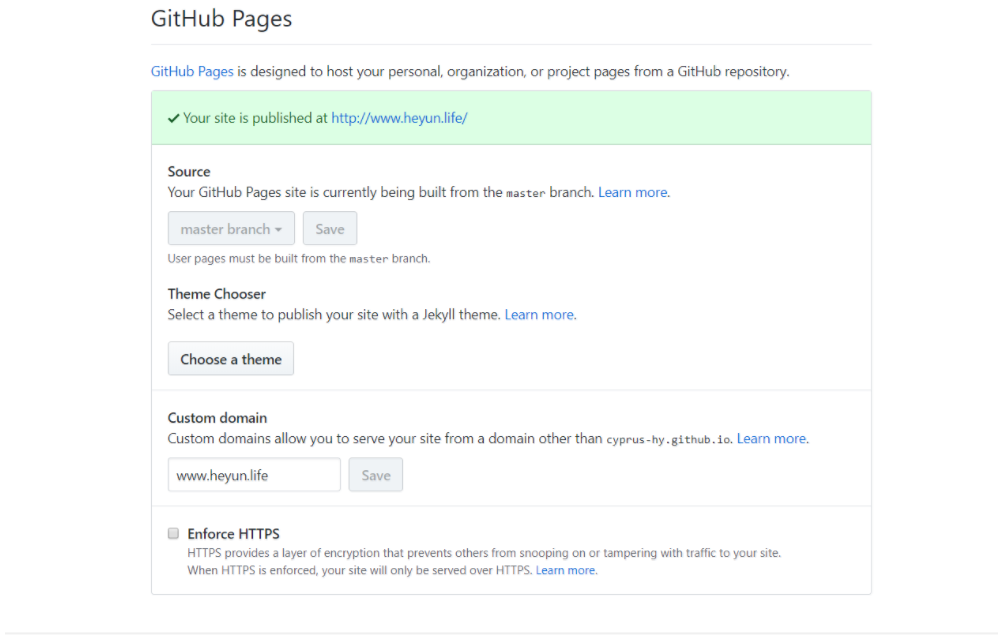 GitHub Pages
GitHub Pages is designed to host your personal, organization, or project pages from a GitHub repository.
✔ Your site is published at http://www.heyun.life/
Source
Your GitHub Pages site is currently being built from the master branch. Learn more.
master branch Save
User pages must be built from the master branch.
Theme Chooser
Select a theme to publish your site with a Jekyll theme. Learn more.
Choose a theme
Custom domain
Custom domains allow you to serve your site from a domain other than cyprus-hy.github.io. Learn more.
www.heyun.life Save
Enforce HTTPS
HTTPS provides a layer of encryption that prevents others from snooping on or tampering with traffic to your site.
When HTTPS is enforced, your site will only be served over HTTPS. Learn more.